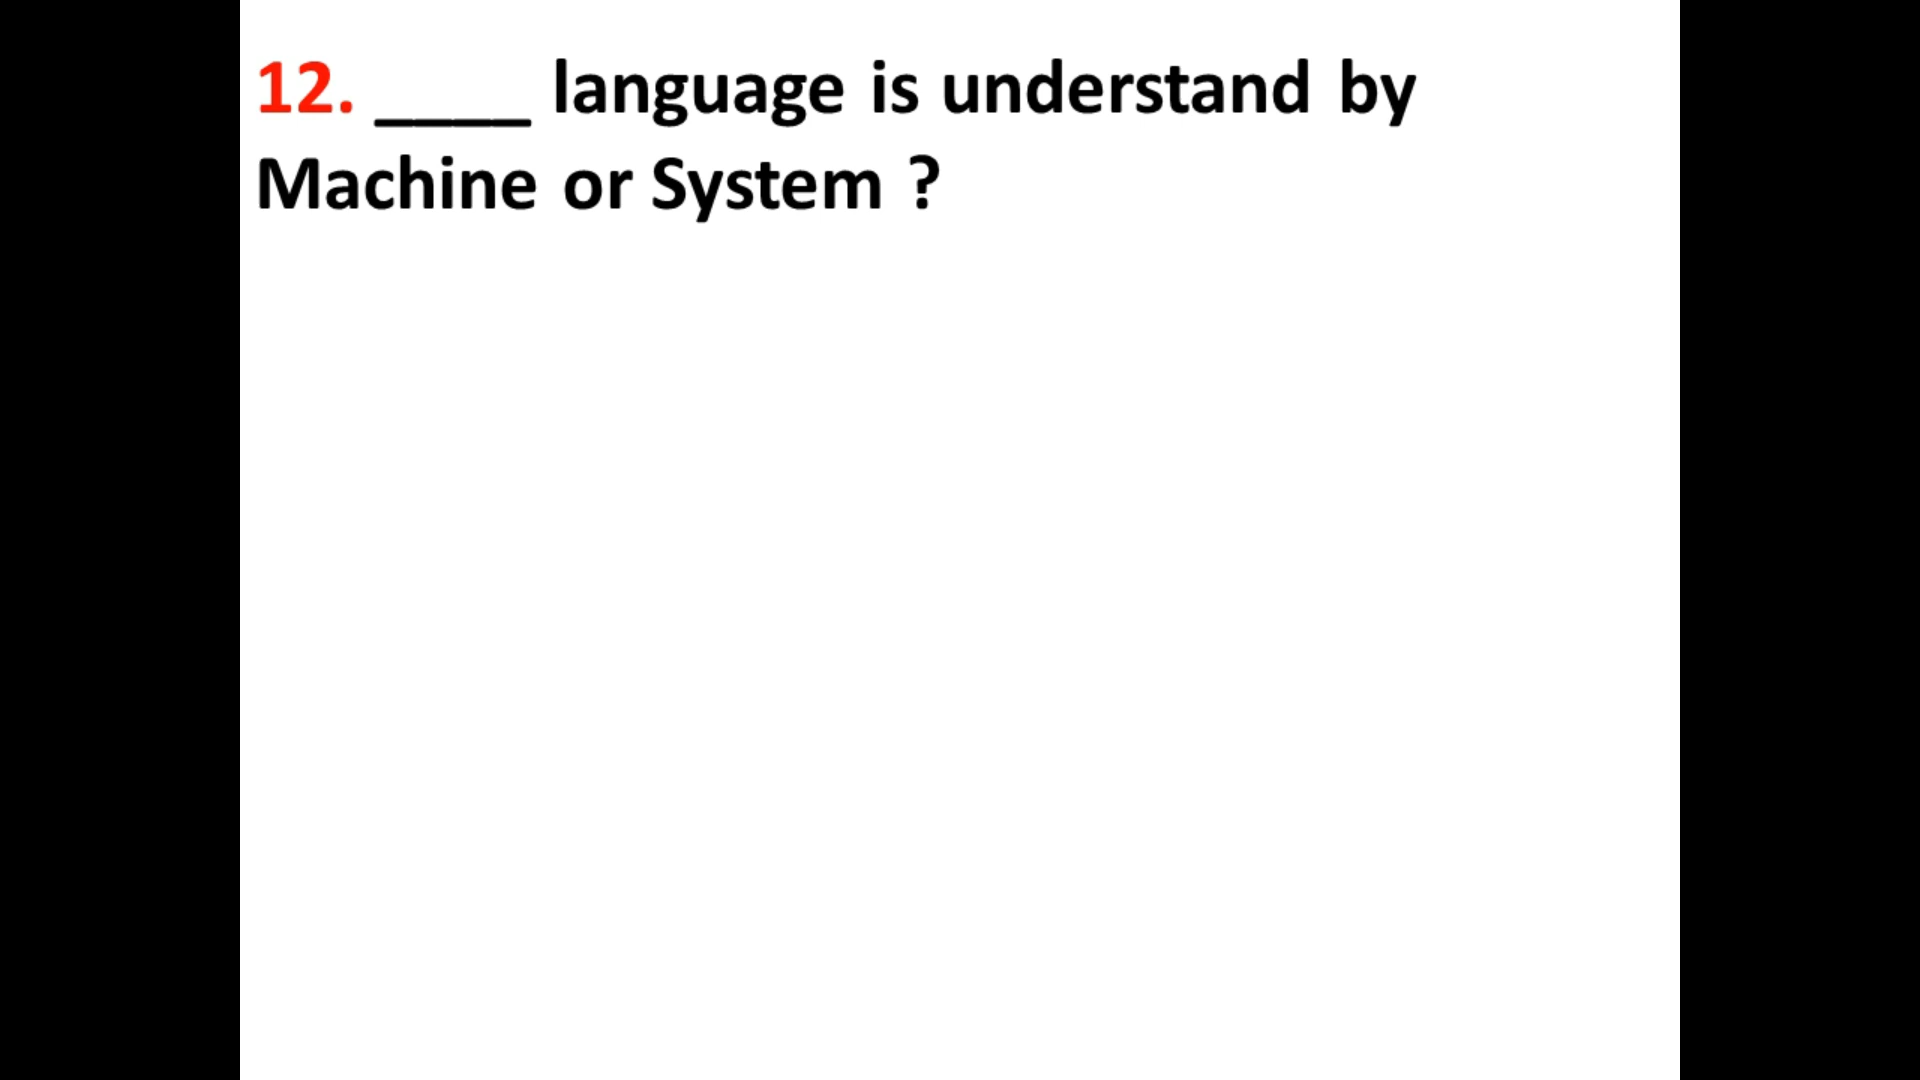 12. ____ language is understand by
Machine or System ?